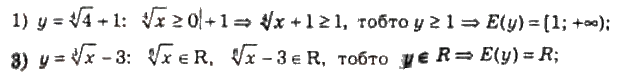 1) y = ∜4 + 1: ∜x ≥ 0 + 1 ⇒ ∜x + 1 ≥ 1, тобто y ≥ 1 ⇒ E(y) = [1; +∞);
3) y = ∛x − 3: ∛x ∈ R, ∛x − 3 ∈ R, тобто y ∈ R ⇒ E(y) = R;